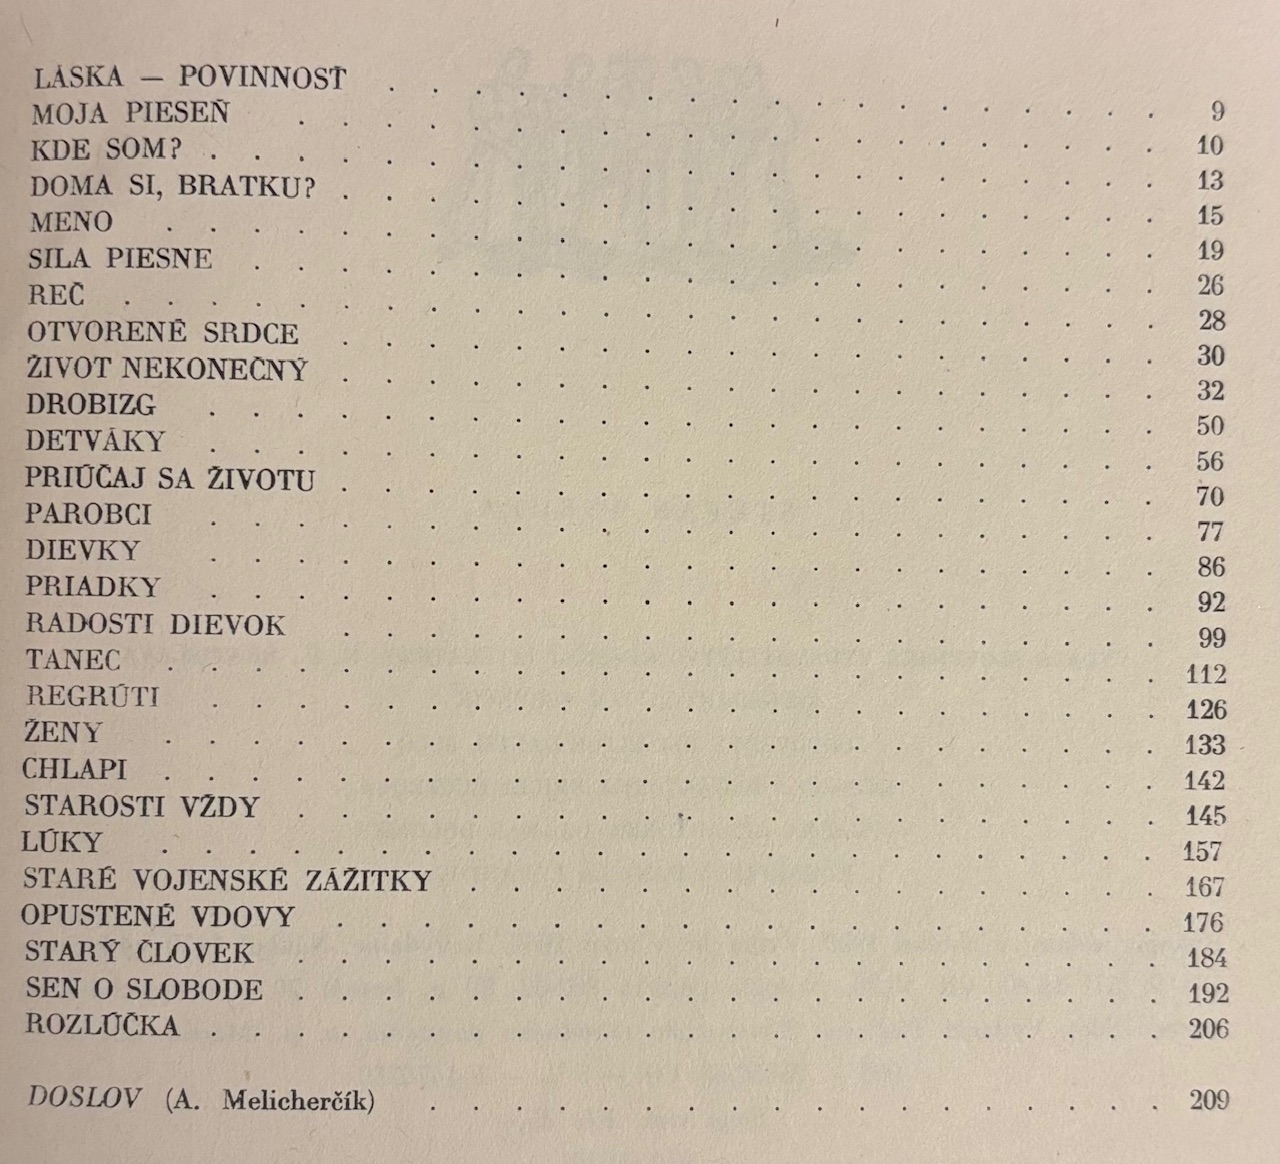 LÁSKA — POVINNOSŤ . . . . . . . . . . . . . . . . . . . 9
MOJA PIESEŇ . . . . . . . . . . . . . . . . . . . . . 10
KDE SOM? . . . . . . . . . . . . . . . . . . . . . . . 13
DOMA SI, BRATKU? . . . . . . . . . . . . . . . . . . . . 15
MENO . . . . . . . . . . . . . . . . . . . . . . . . 19
SILA PIESNE . . . . . . . . . . . . . . . . . . . . . . 26
REČ . . . . . . . . . . . . . . . . . . . . . . . . . 28
OTVORENÉ SRDCE . . . . . . . . . . . . . . . . . . . . 30
ŽIVOT NEKONEČNÝ . . . . . . . . . . . . . . . . . . . . 32
DROBIZG . . . . . . . . . . . . . . . . . . . . . . . 50
DETVÁKY . . . . . . . . . . . . . . . . . . . . . . . 56
PRIÚČAJ SA ŽIVOTU . . . . . . . . . . . . . . . . . . . . 70
PAROBCI . . . . . . . . . . . . . . . . . . . . . . . 77
DIEVKY . . . . . . . . . . . . . . . . . . . . . . . 86
PRIADKY . . . . . . . . . . . . . . . . . . . . . . . 92
RADOSTI DIEVOK . . . . . . . . . . . . . . . . . . . . 99
TANEC . . . . . . . . . . . . . . . . . . . . . . . . 112
REGRÚTI . . . . . . . . . . . . . . . . . . . . . . . 126
ŽENY . . . . . . . . . . . . . . . . . . . . . . . . 133
CHLAPI . . . . . . . . . . . . . . . . . . . . . . . . 142
STAROSTI VŽDY . . . . . . . . . . . . . . . . . . . . . 145
LÚKY . . . . . . . . . . . . . . . . . . . . . . . . 157
STARÉ VOJENSKÉ ZÁŽITKY . . . . . . . . . . . . . . . . . 167
OPUSTENÉ VDOVY . . . . . . . . . . . . . . . . . . . . 176
STARÝ ČLOVEK . . . . . . . . . . . . . . . . . . . . . 184
SEN O SLOBODE . . . . . . . . . . . . . . . . . . . . . 192
ROZLÚČKA . . . . . . . . . . . . . . . . . . . . . . . 206
DOSLOV (A. Melicherčík) . . . . . . . . . . . . . . . . . . 209